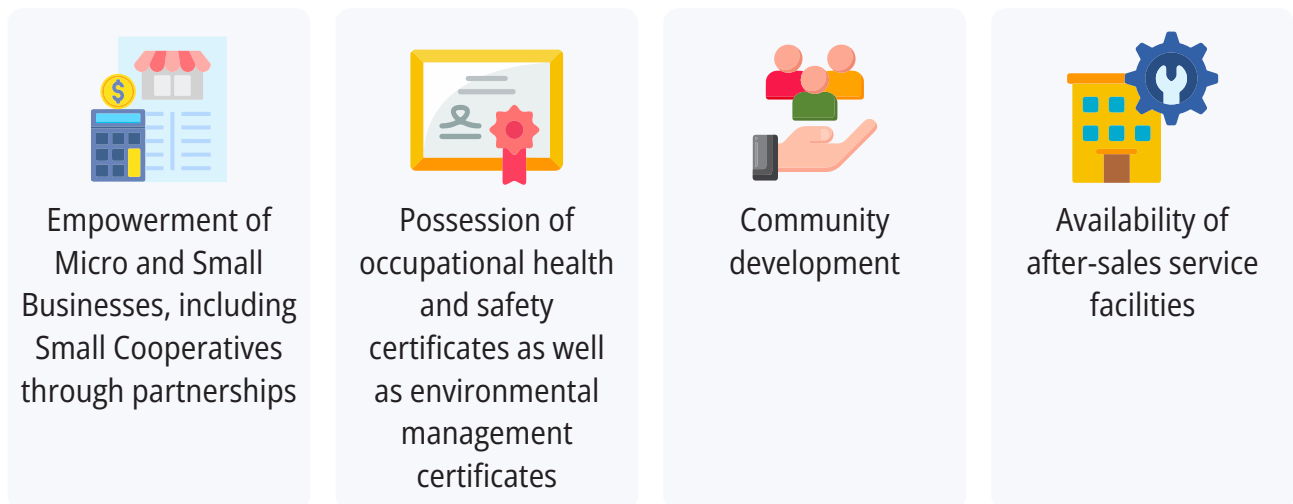 Empowerment of
Micro and Small
Businesses, including
Small Cooperatives
through partnerships
Possession of
occupational health
and safety
certificates as well
as environmental
management
certificates
Community
development
Availability of
after-sales service
facilities